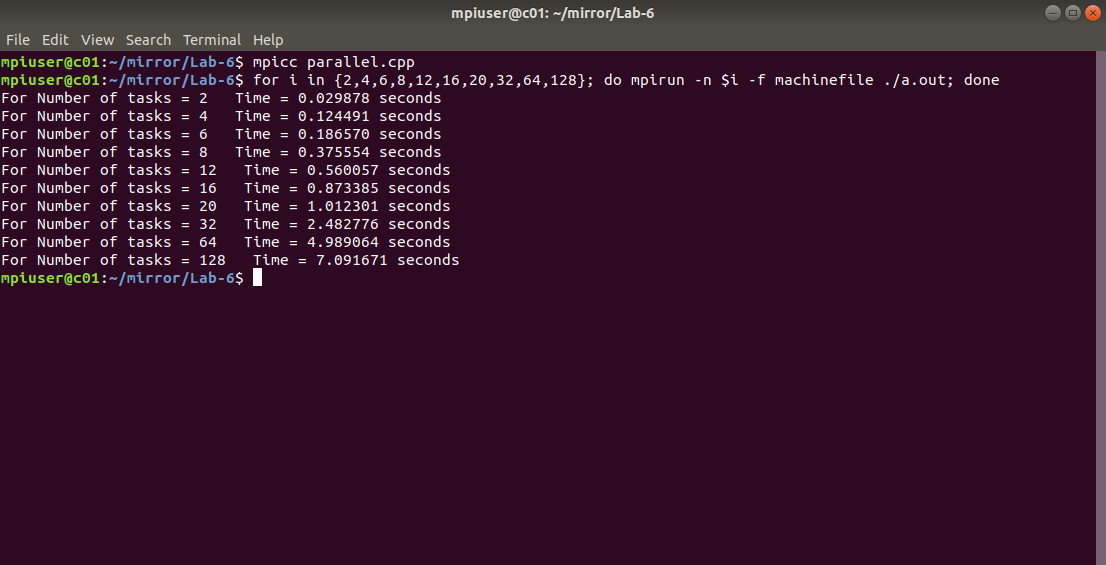 mpiuser@c01: ~/mirror/Lab-6
File Edit View Search Terminal Help
mpiuser@c01:~/mirror/Lab-6$ mpicc parallel.cpp
mpiuser@c01:~/mirror/Lab-6$ for i in {2,4,6,8,12,16,20,32,64,128}; do mpirun -n $i -f machinefile ./a.out; done
For Number of tasks = 2   Time = 0.029878 seconds
For Number of tasks = 4   Time = 0.124491 seconds
For Number of tasks = 6   Time = 0.186570 seconds
For Number of tasks = 8   Time = 0.375554 seconds
For Number of tasks = 12   Time = 0.560057 seconds
For Number of tasks = 16   Time = 0.873385 seconds
For Number of tasks = 20   Time = 1.012301 seconds
For Number of tasks = 32   Time = 2.482776 seconds
For Number of tasks = 64   Time = 4.989064 seconds
For Number of tasks = 128   Time = 7.091671 seconds
mpiuser@c01:~/mirror/Lab-6$